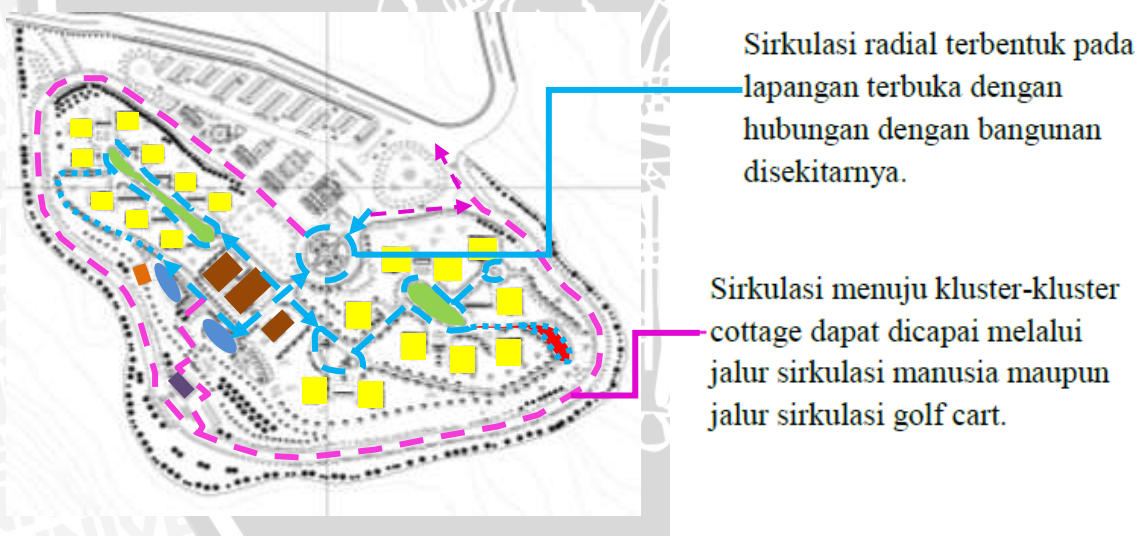 Sirkulasi radial terbentuk pada
lapangan terbuka dengan
hubungan dengan bangunan
disekitarnya.
Sirkulasi menuju kluster-kluster
cottage dapat dicapai melalui
jalur sirkulasi manusia maupun
jalur sirkulasi golf cart.